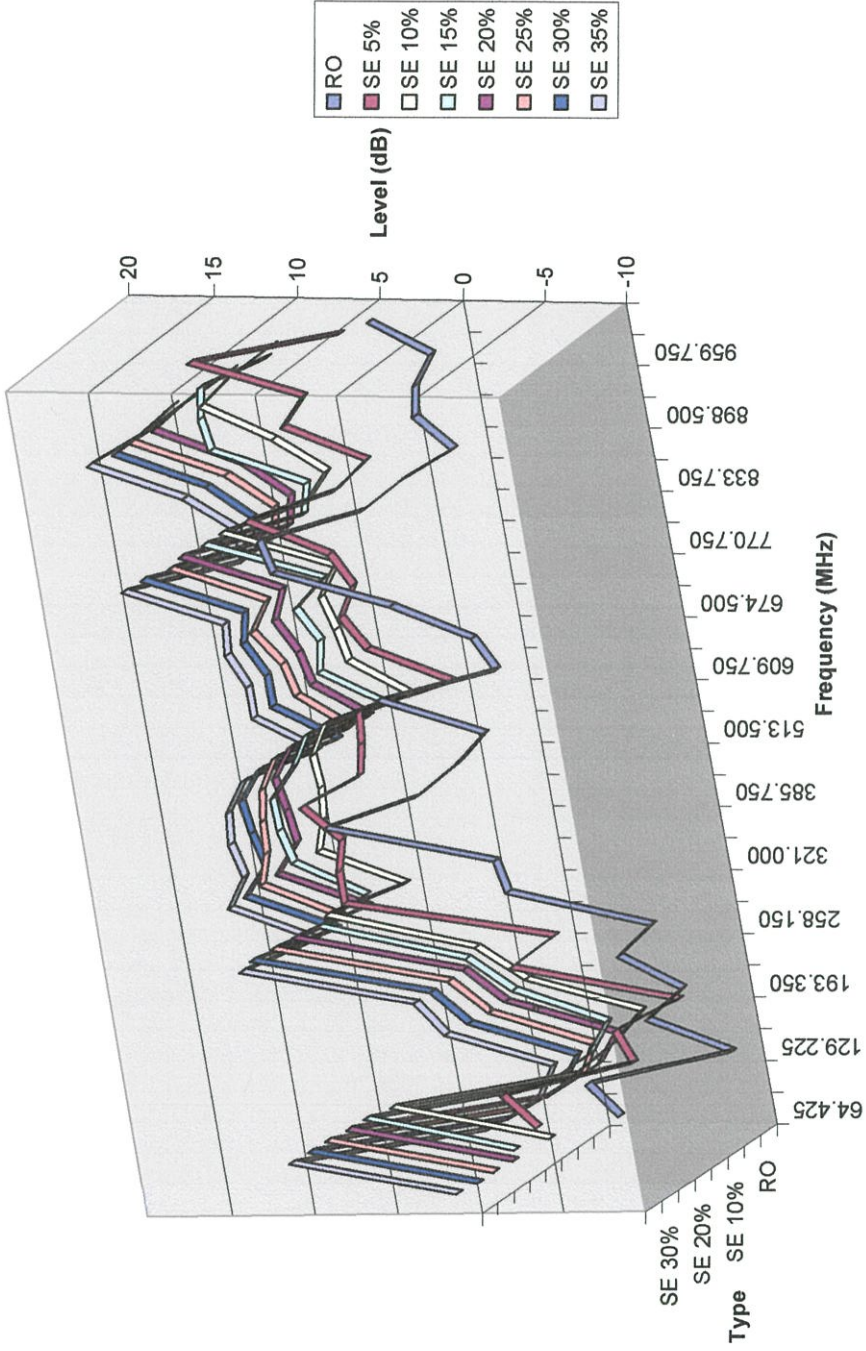 RO
SE 5%
SE 10%
SE 15%
SE 20%
SE 25%
SE 30%
SE 35%
Level (dB)
20
15
10
5
0
-5
-10
959.750
898.500
833.750
770.750
674.500
609.750
513.500
385.750
321.000
258.150
193.350
129.225
64.425
Frequency (MHz)
RO
SE 10%
SE 20%
SE 30%
Type